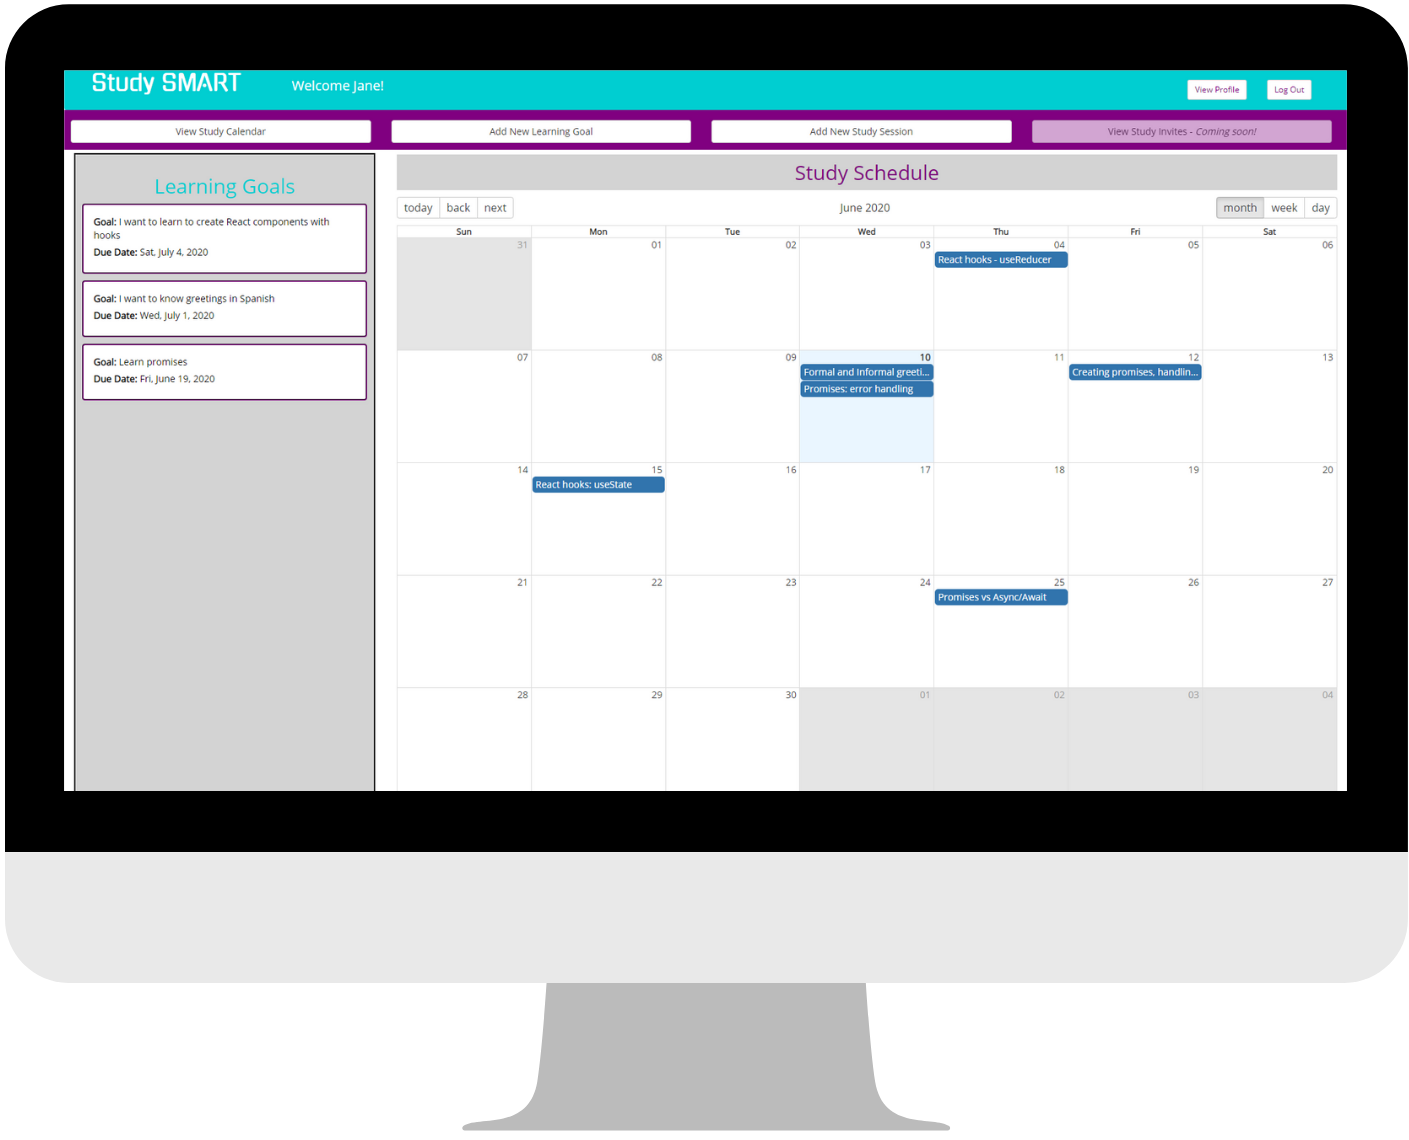 Study SMART
Welcome Jane!
View Profile
Log Out
View Study Calendar
Add New Learning Goal
Add New Study Session
View Study Invites - Coming soon!
Learning Goals
Goal: I want to learn to create React components with
hooks
Due Date: Sat, July 4, 2020
Goal: I want to know greetings in Spanish
Due Date: Wed, July 1, 2020
Goal: Learn promises
Due Date: Fri, June 19, 2020
Study Schedule
today back next
June 2020
month week day
Sun Mon Tue Wed Thu Fri Sat
31 01 02 03 04 05 06
React hooks - useReducer
07 08 09 10 11 12 13
Formal and Informal greeti...
Creating promises, handlin...
Promises: error handling
14 15 16 17 18 19 20
React hooks: useState
21 22 23 24 25 26 27
Promises vs Async/Await
28 29 30 01 02 03 04